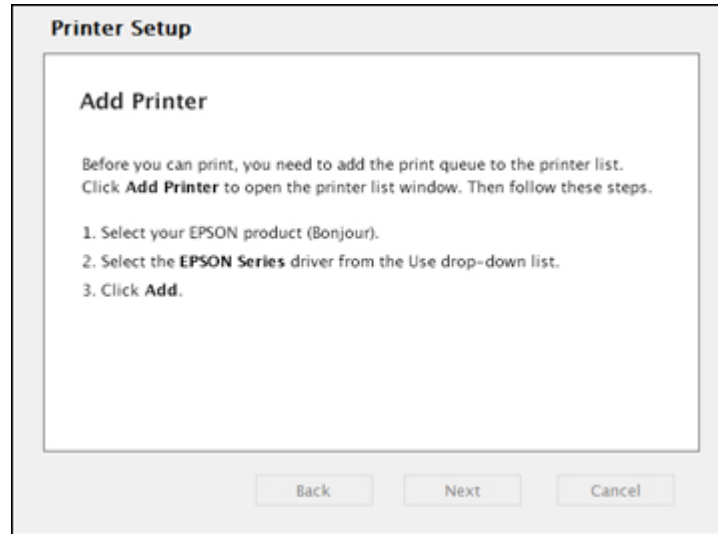 Printer Setup
Add Printer
Before you can print, you need to add the print queue to the printer list.
Click Add Printer to open the printer list window. Then follow these steps.
1. Select your EPSON product (Bonjour).
2. Select the EPSON Series driver from the Use drop-down list.
3. Click Add.
Back Next Cancel